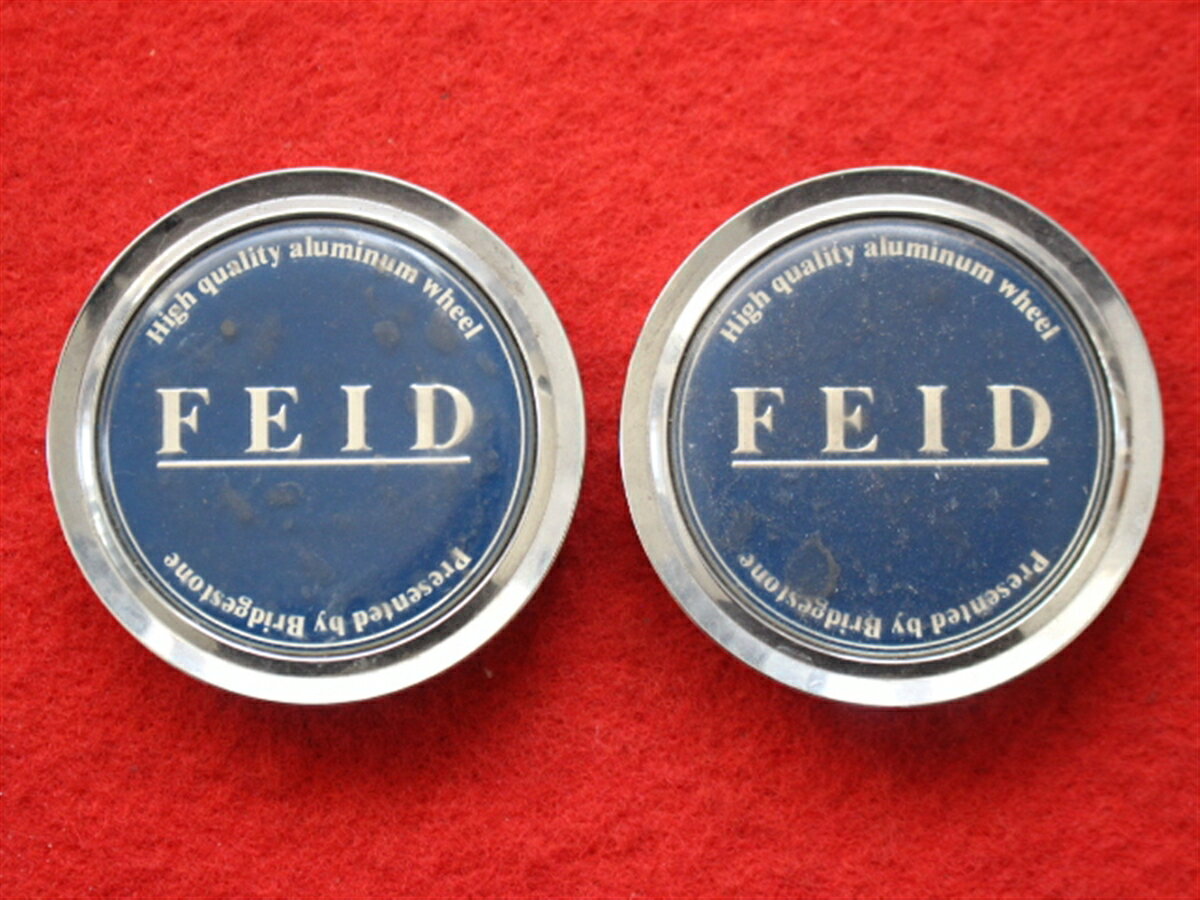 High quality aluminum wheel
FEID
Presented by Bridgestone
High quality aluminum wheel
FEID
Presented by Bridgestone